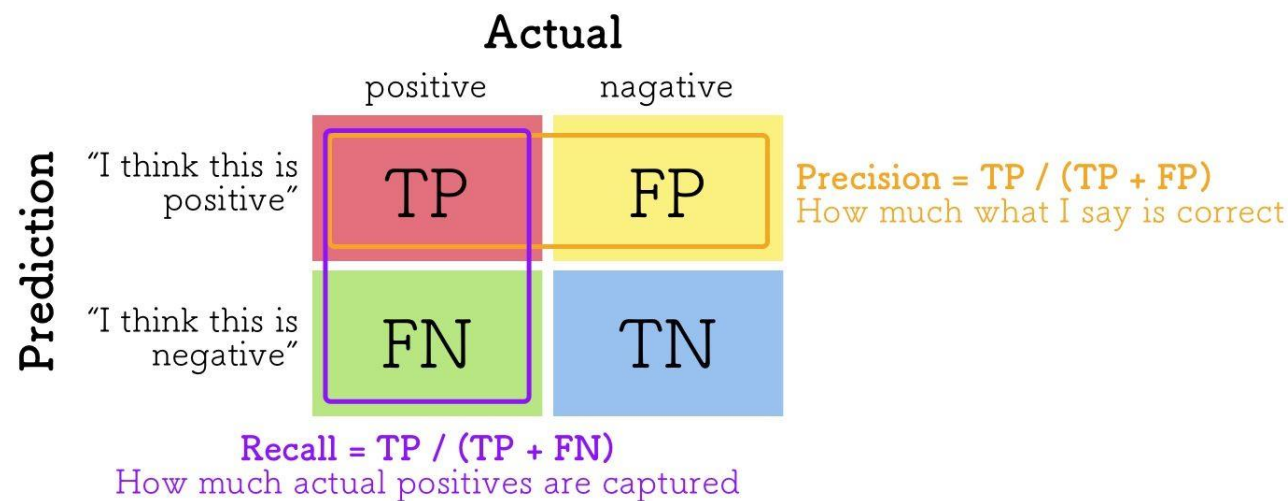 Actual
positive nagative
Prediction
"I think this is
positive"
TP FP
Precision = TP / (TP + FP)
How much what I say is correct
"I think this is
negative"
FN TN
Recall = TP / (TP + FN)
How much actual positives are captured